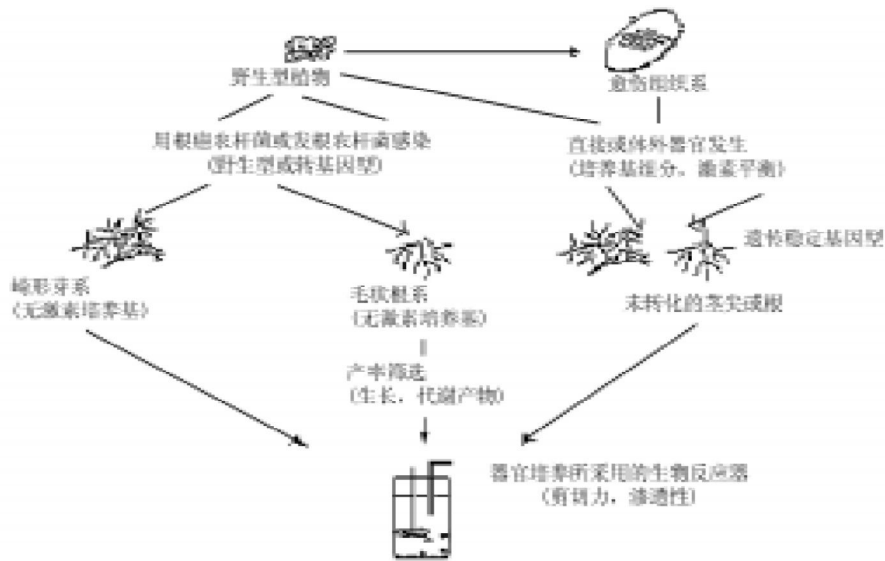 野生型植物
愈伤组织系
用根癌农杆菌或发根农杆菌感染
(野生型或转基因型)
直接或体外器官发生
(培养基组分，激素平衡)
遗传稳定基因型
畸形芽系
(无激素培养基)
毛状根系
(无激素培养基)
未转化的茎尖或根
产率筛选
(生长，代谢产物)
器官培养所采用的生物反应器
(剪切力，渗透性)